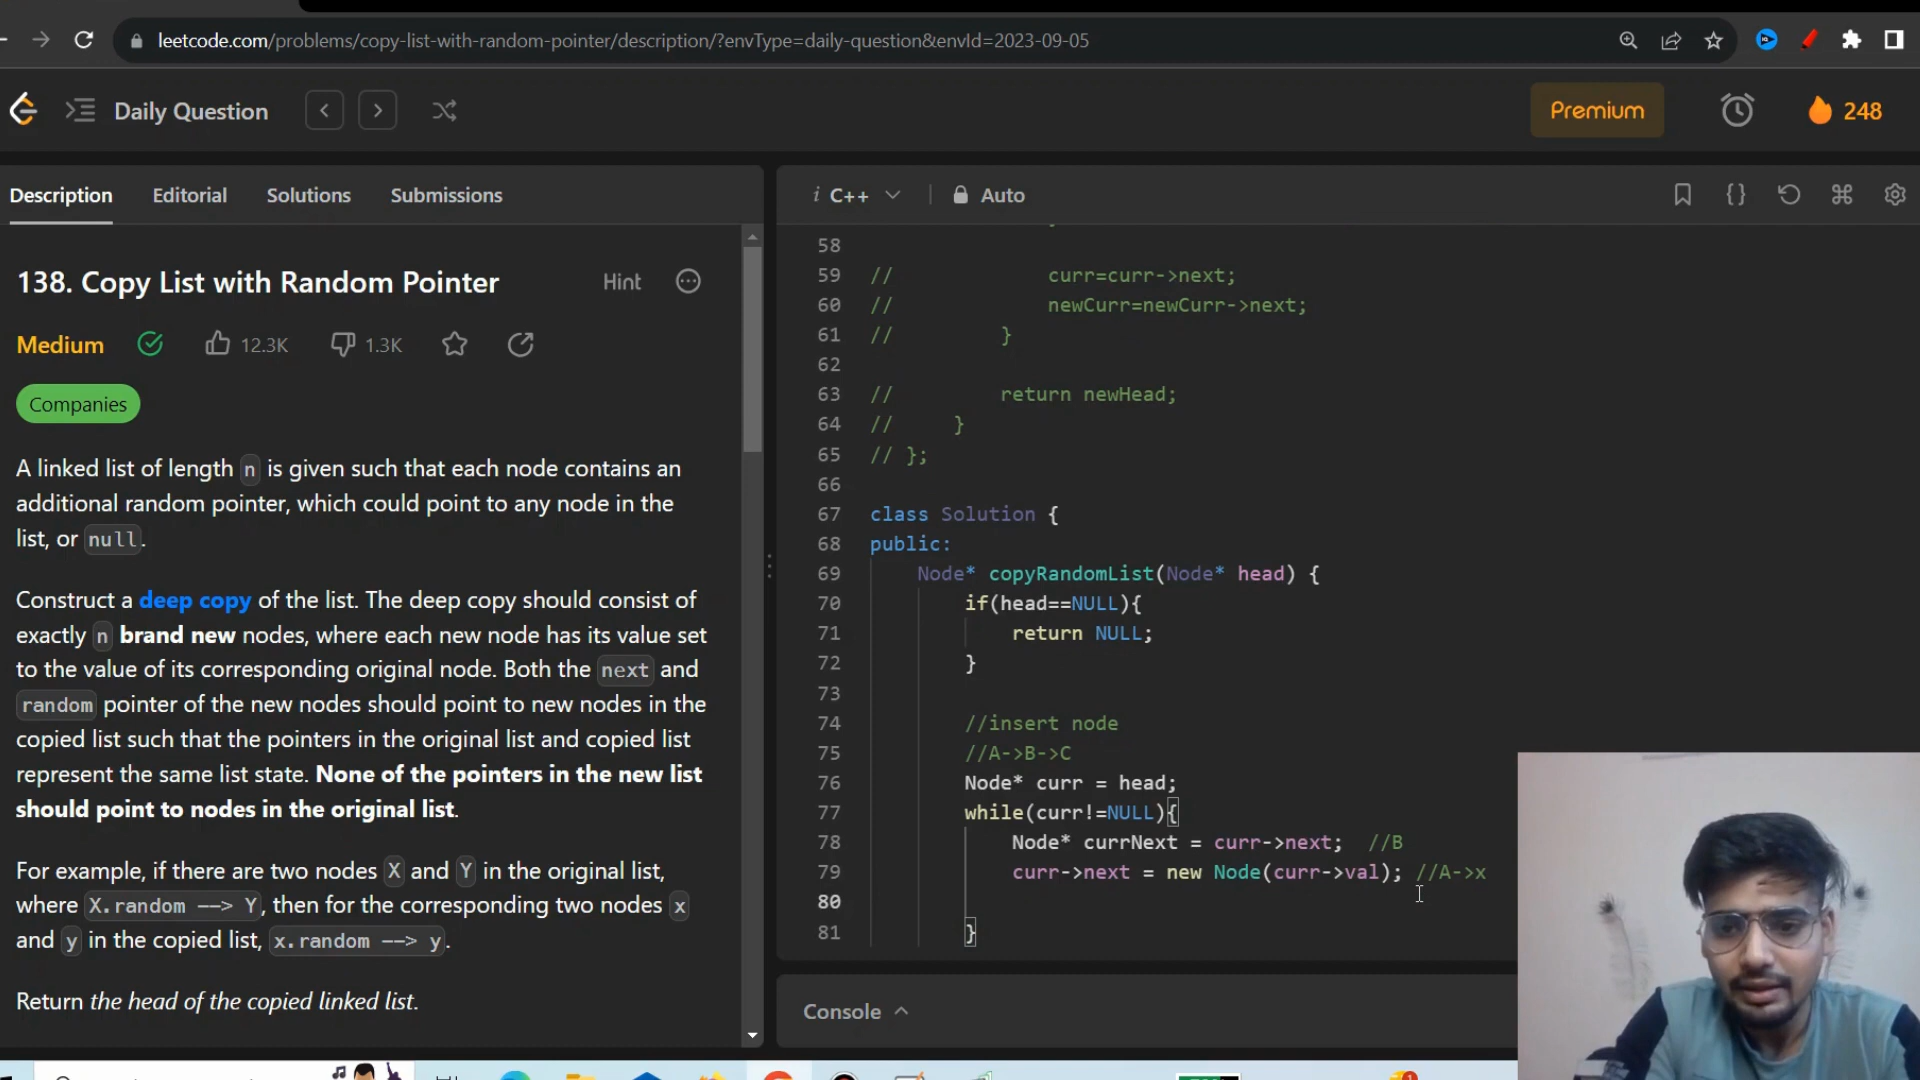 leetcode.com/problems/copy-list-with-random-pointer/description/?envType=daily-question&envId=2023-09-05
Daily Question
Premium
248
Description Editorial Solutions Submissions
138. Copy List with Random Pointer
Hint
Medium 12.3K 1.3K
Companies
A linked list of length n is given such that each node contains an
additional random pointer, which could point to any node in the
list, or null.
Construct a deep copy of the list. The deep copy should consist of
exactly n brand new nodes, where each new node has its value set
to the value of its corresponding original node. Both the next and
random pointer of the new nodes should point to new nodes in the
copied list such that the pointers in the original list and copied list
represent the same list state. None of the pointers in the new list
should point to nodes in the original list.
For example, if there are two nodes X and Y in the original list,
where X.random --> Y, then for the corresponding two nodes x
and y in the copied list, x.random --> y.
Return the head of the copied linked list.
i C++ Auto
58
59 // curr=curr->next;
60 // newCurr=newCurr->next;
61 // }
62
63 // return newHead;
64 // }
65 // };
66
67 class Solution {
68 public:
69 Node* copyRandomList(Node* head) {
70 if(head==NULL){
71 return NULL;
72 }
73
74 //insert node
75 //A->B->C
76 Node* curr = head;
77 while(curr!=NULL){
78 Node* currNext = curr->next; //B
79 curr->next = new Node(curr->val); //A->x
80
81 }
Console